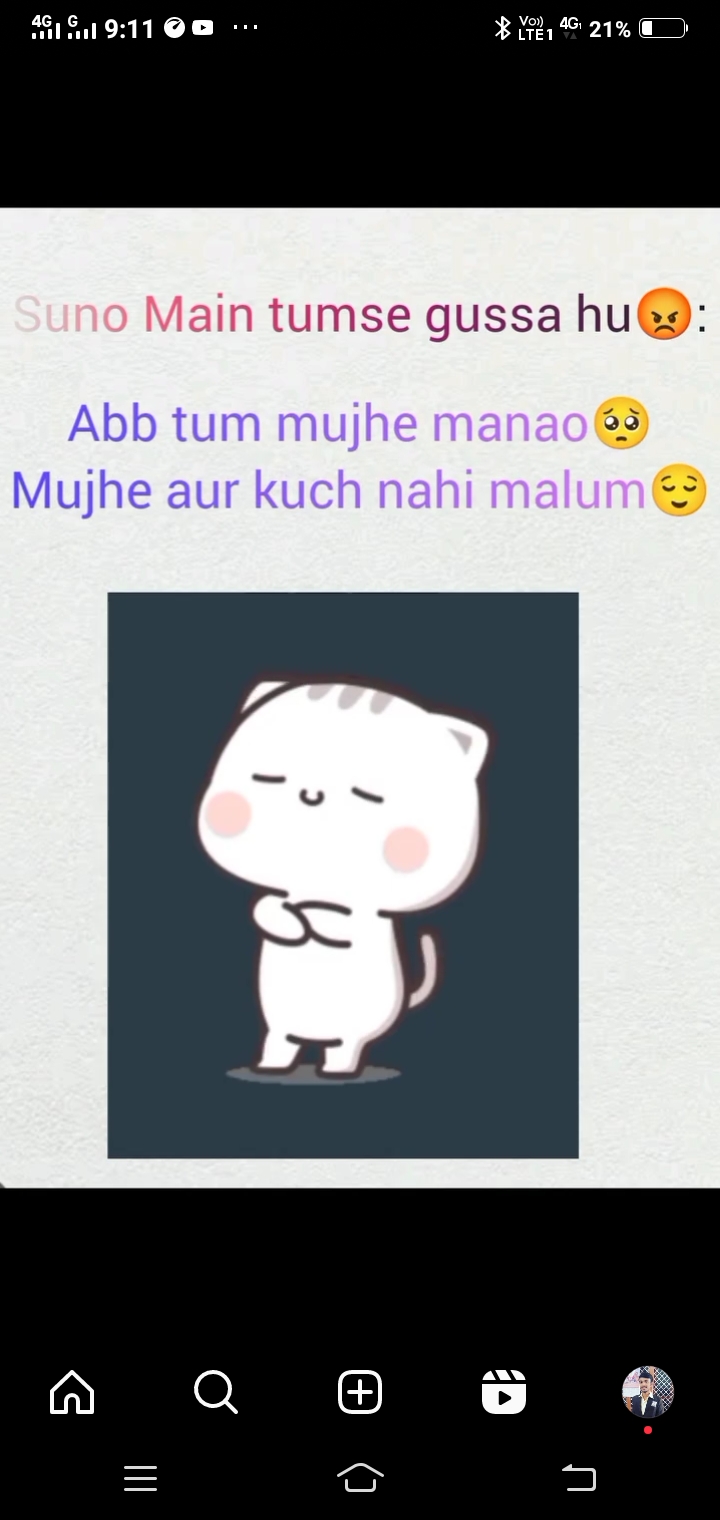 4G G 9:11 ... Vo)) LTE1 4G 21%
Suno Main tumse gussa hu😡:
Abb tum mujhe manao🥺
Mujhe aur kuch nahi malum😌